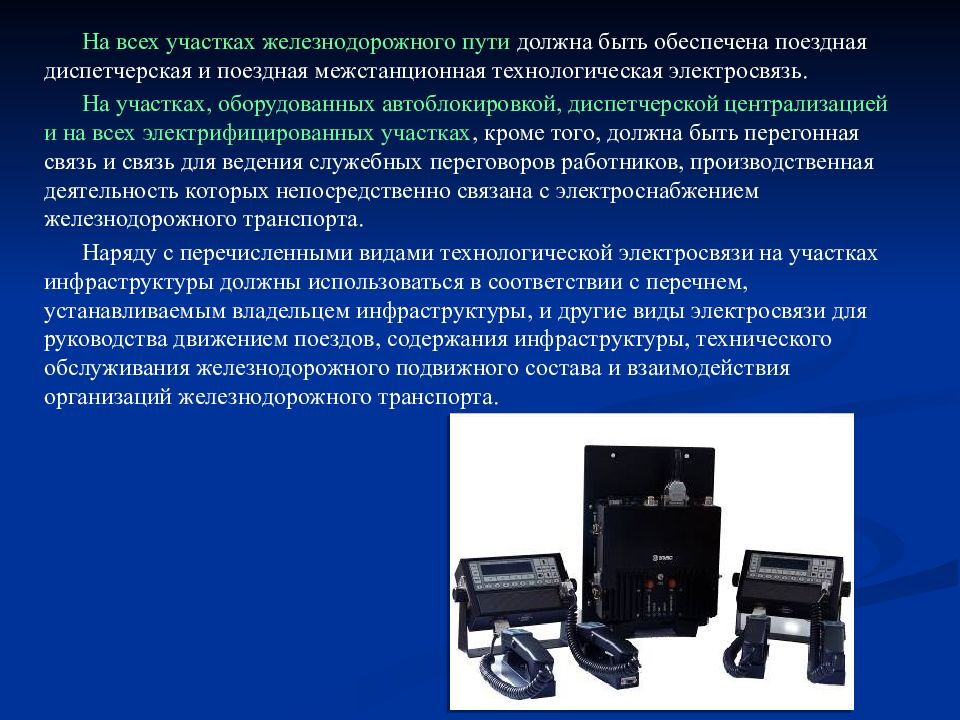 На всех участках железнодорожного пути должна быть обеспечена поездная
диспетчерская и поездная межстанционная технологическая электросвязь.
На участках, оборудованных автоблокировкой, диспетчерской централизацией
и на всех электрифицированных участках, кроме того, должна быть перегонная
связь и связь для ведения служебных переговоров работников, производственная
деятельность которых непосредственно связана с электроснабжением
железнодорожного транспорта.
Наряду с перечисленными видами технологической электросвязи на участках
инфраструктуры должны использоваться в соответствии с перечнем,
устанавливаемым владельцем инфраструктуры, и другие виды электросвязи для
руководства движением поездов, содержания инфраструктуры, технического
обслуживания железнодорожного подвижного состава и взаимодействия
организаций железнодорожного транспорта.